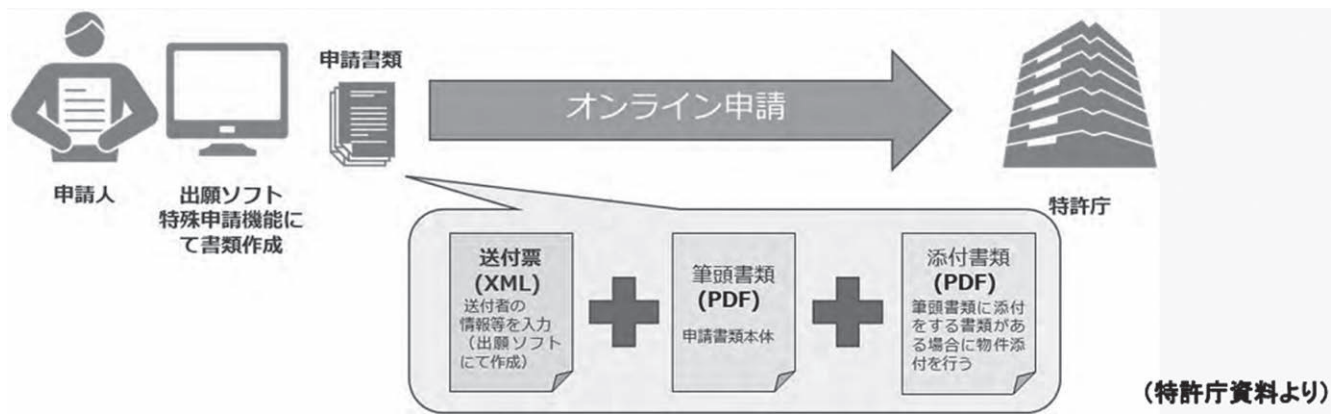 申請書類
オンライン申請
申請人
出願ソフト
特殊申請機能に
て書類作成
特許庁
送付票
(XML)
送付者の
情報等を入力
(出願ソフト
にて作成)
筆頭書類
(PDF)
申請書類本体
添付書類
(PDF)
筆頭書類に添付
をする書類があ
る場合に物件添
付を行う
(特許庁資料より)